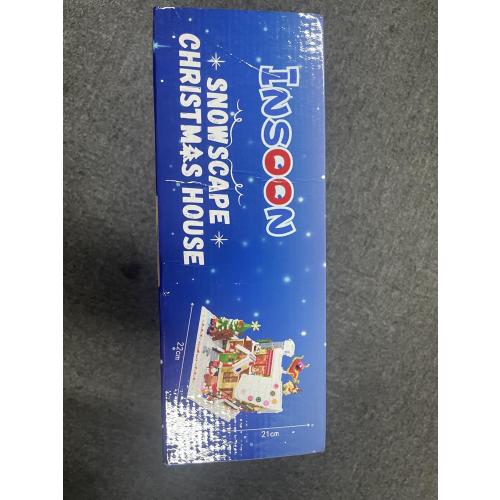 INSOON
SNOWSCAPE
CHRISTMAS HOUSE
22cm
21cm